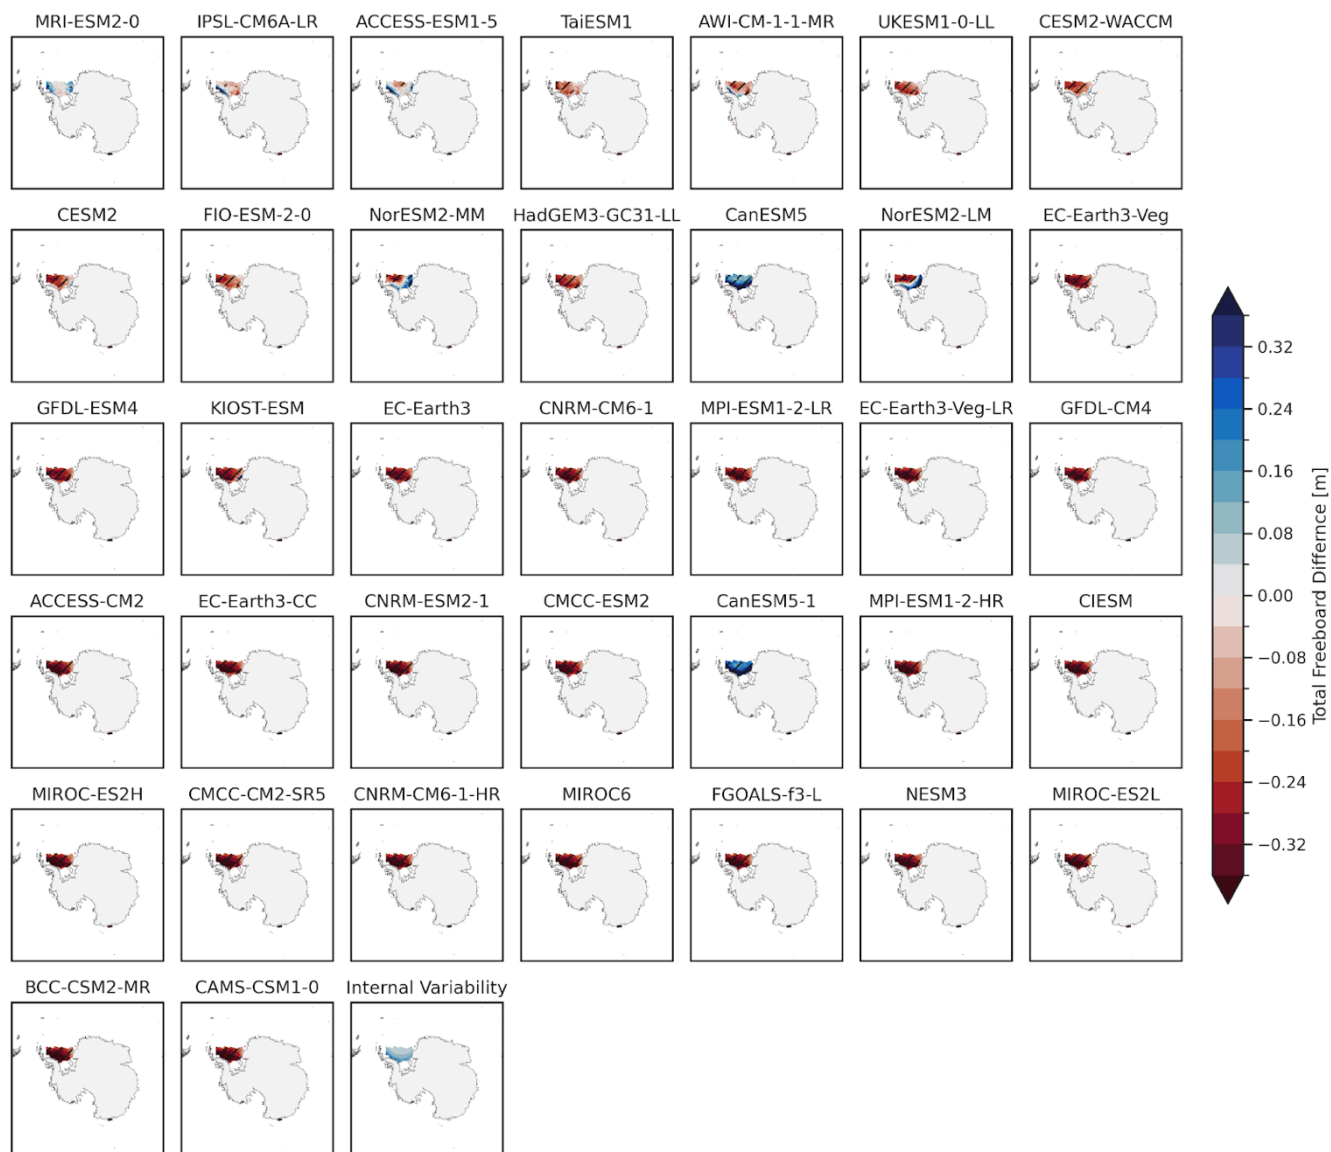 MRI-ESM2-0 IPSL-CM6A-LR ACCESS-ESM1-5 TaiESM1 AWI-CM-1-1-MR UKESM1-0-LL CESM2-WACCM
CESM2 FIO-ESM-2-0 NorESM2-MM HadGEM3-GC31-LL CanESM5 NorESM2-LM EC-Earth3-Veg
GFDL-ESM4 KIOST-ESM EC-Earth3 CNRM-CM6-1 MPI-ESM1-2-LR EC-Earth3-Veg-LR GFDL-CM4
ACCESS-CM2 EC-Earth3-CC CNRM-ESM2-1 CMCC-ESM2 CanESM5-1 MPI-ESM1-2-HR CIESM
MIROC-ES2H CMCC-CM2-SR5 CNRM-CM6-1-HR MIROC6 FGOALS-f3-L NESM3 MIROC-ES2L
BCC-CSM2-MR CAMS-CSM1-0 Internal Variability
0.32
0.24
0.16
0.08
0.00
−0.08
−0.16
−0.24
−0.32
Total Freeboard Differnce [m]